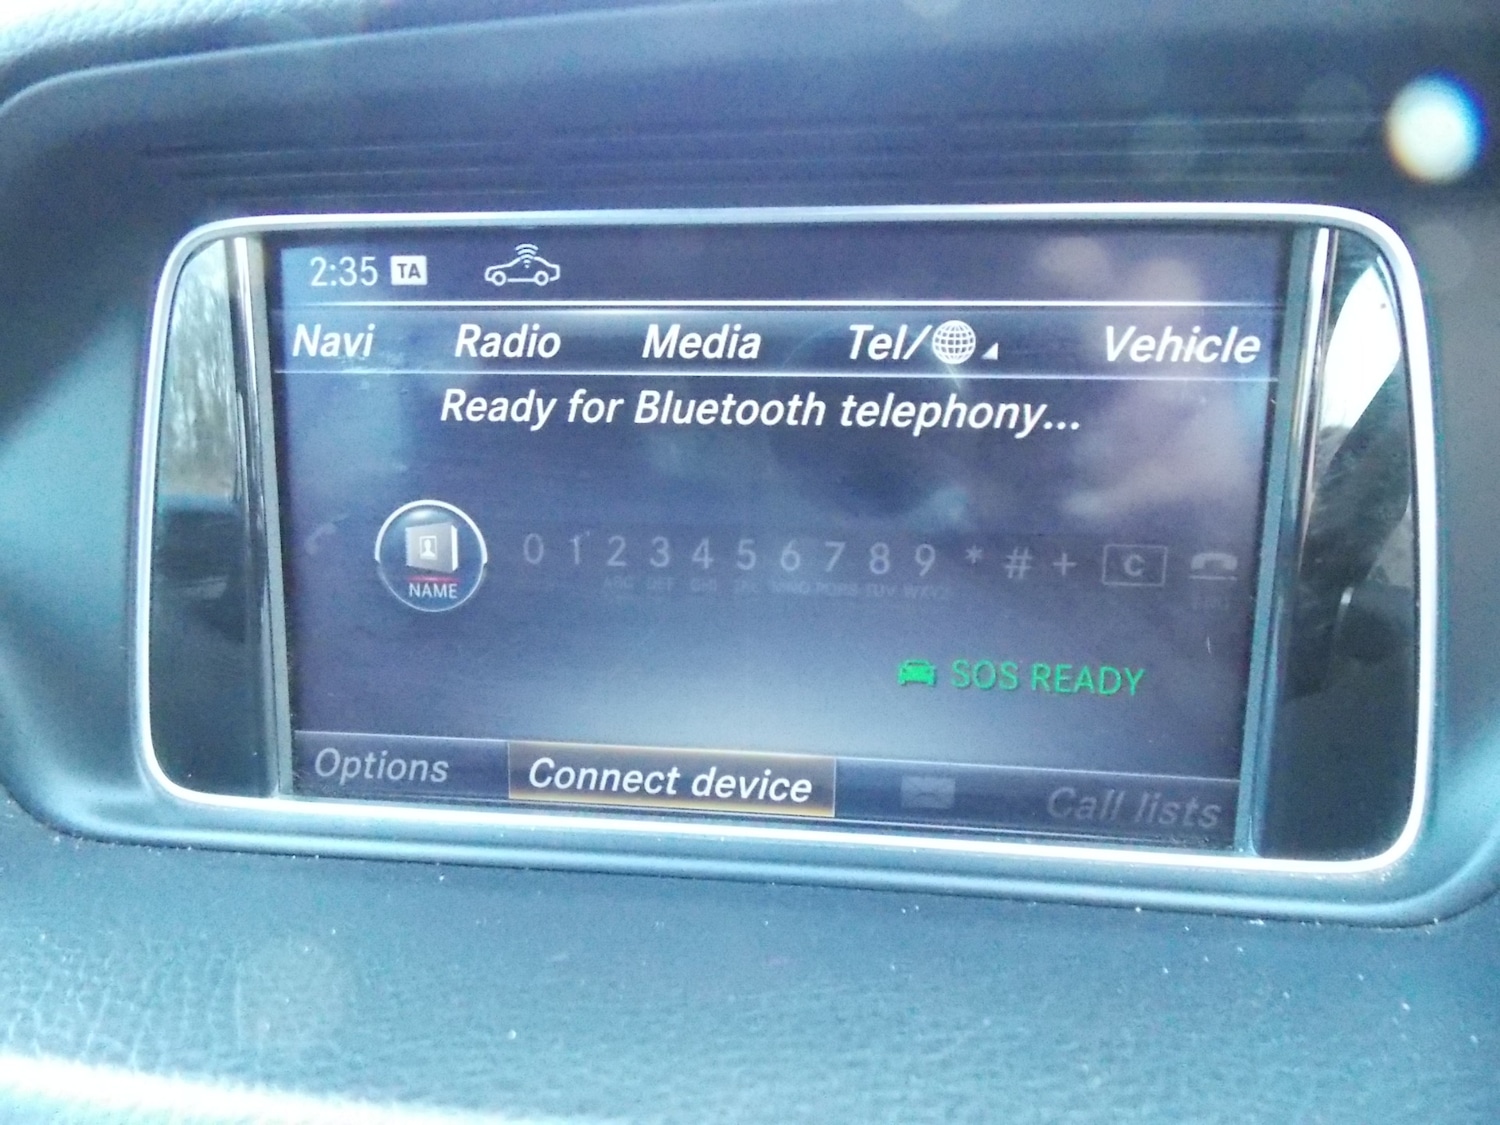 2:35 TA
Navi Radio Media Tel/ Vehicle
Ready for Bluetooth telephony...
NAME 0 1 2 3 4 5 6 7 8 9 * # + C
SOS READY
Options Connect device Call lists